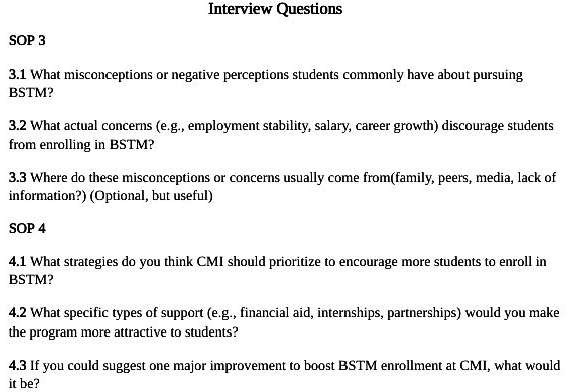 Interview Questions
SOP 3
3.1 What misconceptions or negative perceptions students commonly have about pursuing
BSTM?
3.2 What actual concerns (e.g., employment stability, salary, career growth) discourage students
from enrolling in BSTM?
3.3 Where do these misconceptions or concerns usually come from(family, peers, media, lack of
information?) (Optional, but useful)
SOP 4
4.1 What strategies do you think CMI should prioritize to encourage more students to enroll in
BSTM?
4.2 What specific types of support (e.g., financial aid, internships, partnerships) would you make
the program more attractive to students?
4.3 If you could suggest one major improvement to boost BSTM enrollment at CMI, what would
it be?